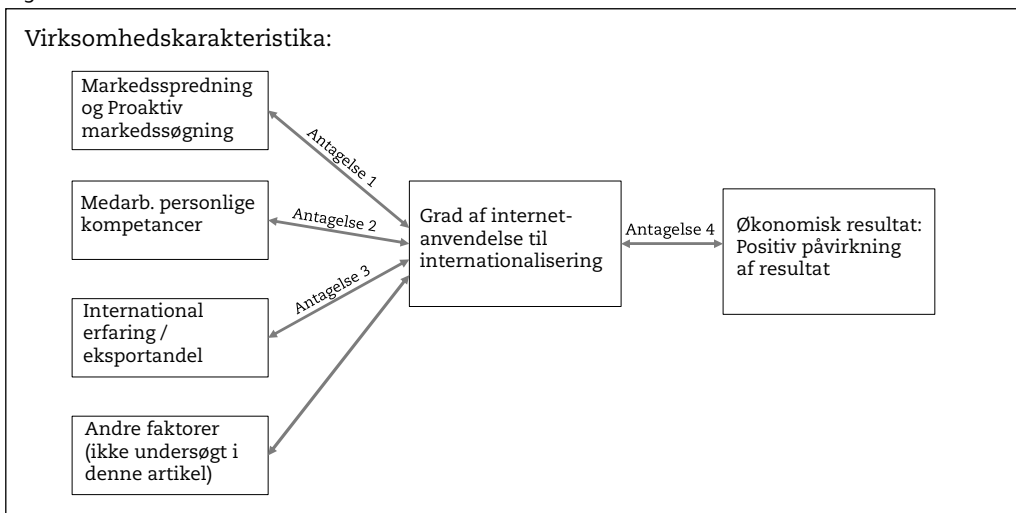 Virksomhedskarakteristika:
Markedsspredning
og Proaktiv
markedssøgning
Antagelse 1
Medarb. personlige
kompetancer
Antagelse 2
International
erfaring /
eksportandel
Antagelse 3
Andre faktorer
(ikke undersøgt i
denne artikel)
Grad af internet-
anvendelse til
internationalisering
Antagelse 4
Økonomisk resultat:
Positiv påvirkning
af resultat